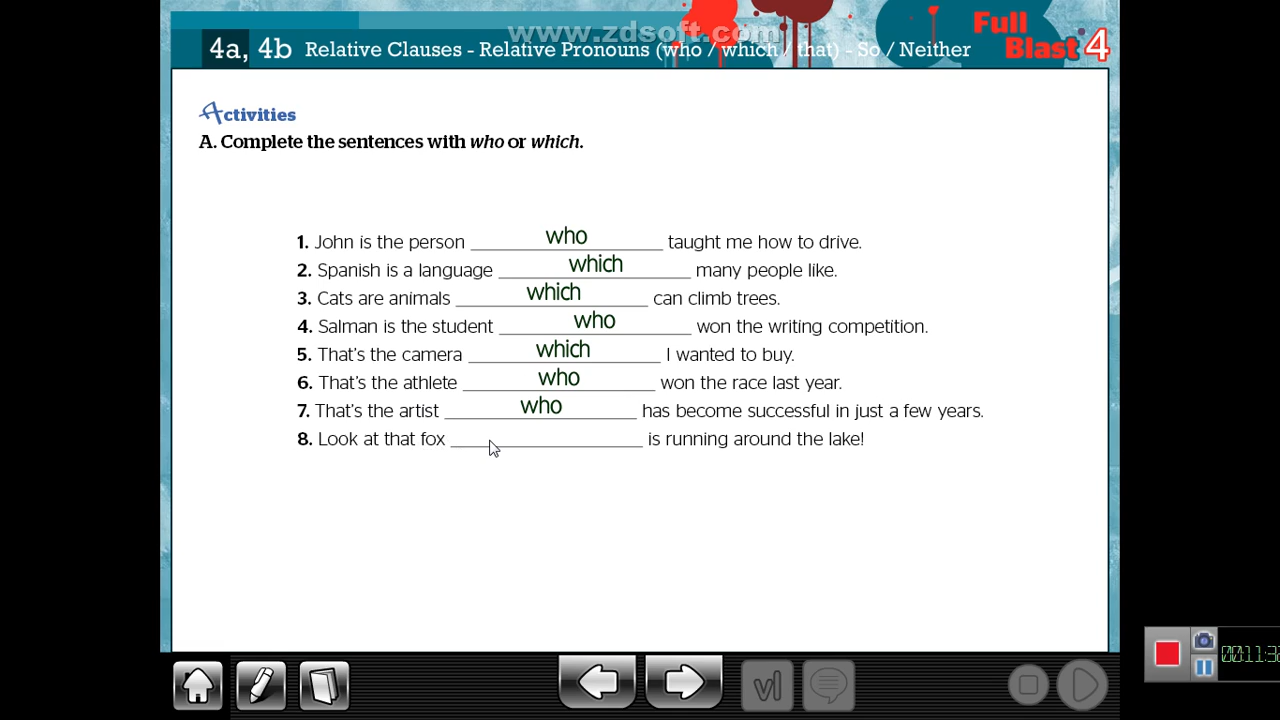 www.zdsoft.com
Full
Blast 4
4a, 4b Relative Clauses - Relative Pronouns (who / which / that) - So / Neither
Activities
A. Complete the sentences with who or which.
1. John is the person who taught me how to drive.
2. Spanish is a language which many people like.
3. Cats are animals which can climb trees.
4. Salman is the student who won the writing competition.
5. That's the camera which I wanted to buy.
6. That's the athlete who won the race last year.
7. That's the artist who has become successful in just a few years.
8. Look at that fox ____________________ is running around the lake!
vl